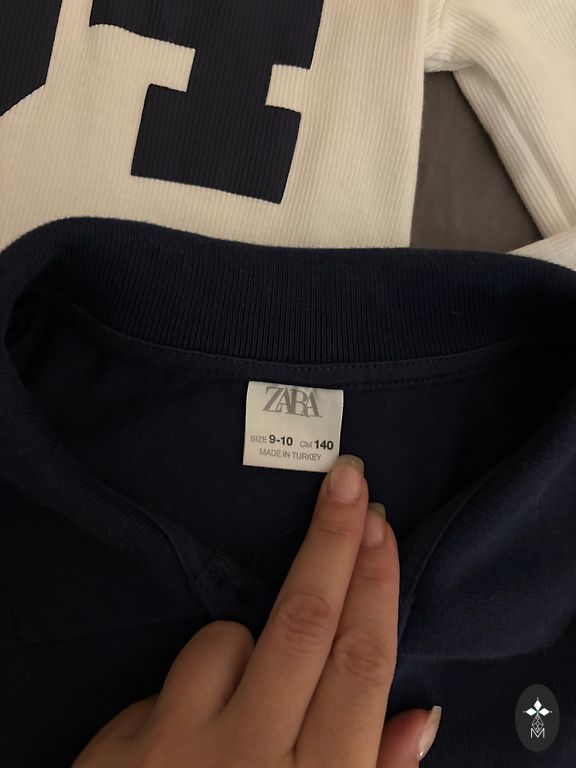 ZARA
SIZE 9-10 CM 140
MADE IN TURKEY
M